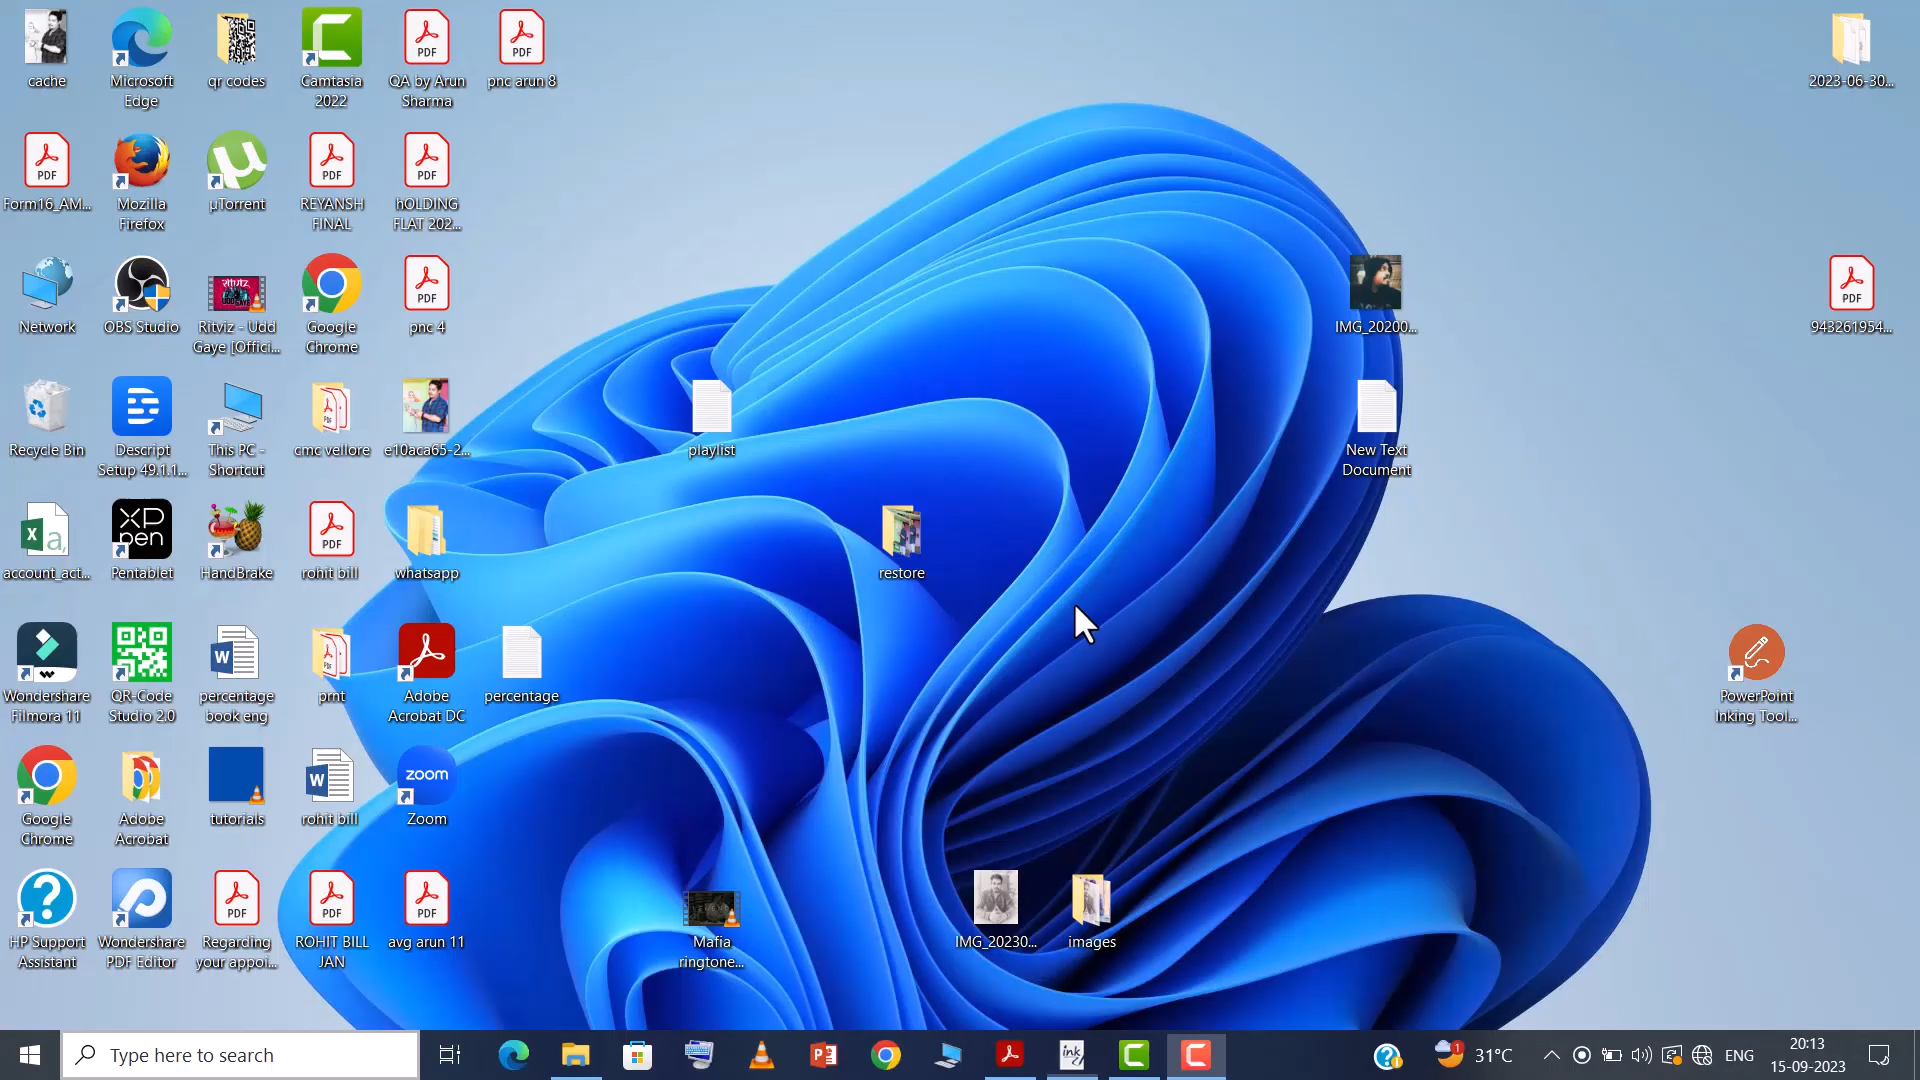 cache
Microsoft
Edge
qr codes
Camtasia
2022
QA by Arun
Sharma
pnc arun 8
2023-06-30...
Form16_AM...
Mozilla
Firefox
µTorrent
REYANSH
FINAL
hOLDING
FLAT 202...
Network
OBS Studio
Ritviz - Udd
Gaye [Offici...
Google
Chrome
pnc 4
IMG_20200...
943261954...
Recycle Bin
Descript
Setup 49.1.1...
This PC -
Shortcut
cmc vellore
e10aca65-2...
playlist
New Text
Document
account_act...
XP
pen
Pentablet
HandBrake
rohit bill
whatsapp
restore
Wondershare
Filmora 11
QR-Code
Studio 2.0
percentage
book eng
prnt
Adobe
Acrobat DC
percentage
PowerPoint
Inking Tool...
Google
Chrome
Adobe
Acrobat
tutorials
rohit bill
zoom
Zoom
HP Support
Assistant
Wondershare
PDF Editor
Regarding
your appoi...
ROHIT BILL
JAN
avg arun 11
Mafia
ringtone...
IMG_20230...
images
PDF
PDF
PDF
PDF
PDF
PDF
PDF
PDF
PDF
PDF
PDF
PDF
Type here to search
ink
31°C
ENG
20:13
15-09-2023